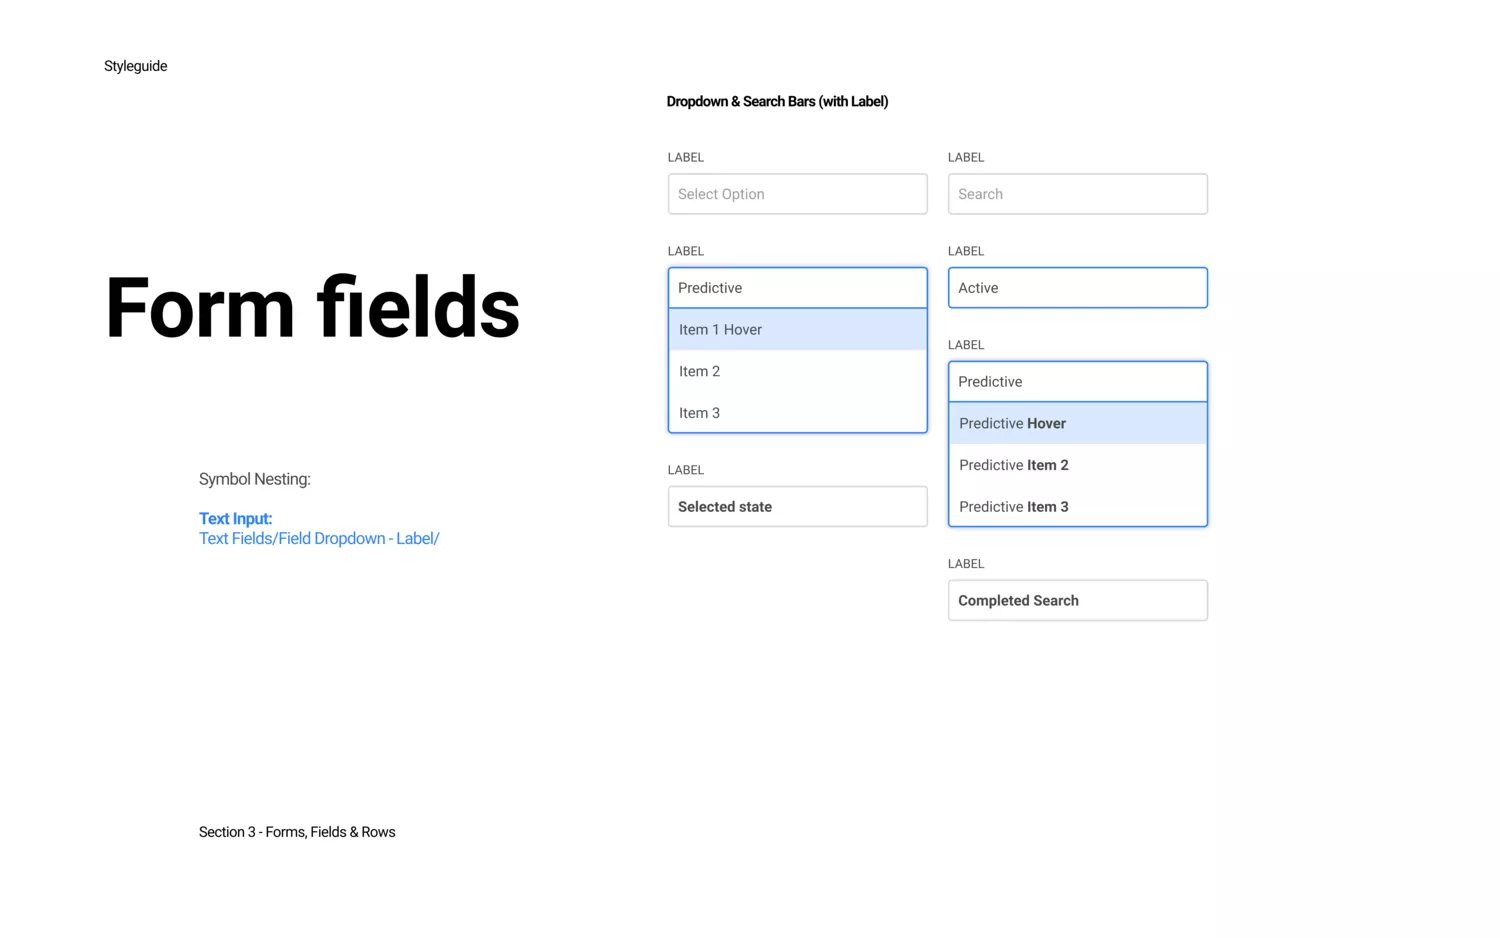 Styleguide
Form fields
Symbol Nesting:
Text Input:
Text Fields/Field Dropdown - Label/
Section 3 - Forms, Fields & Rows
Dropdown & Search Bars (with Label)
LABEL
Select Option
LABEL
Predictive
Item 1 Hover
Item 2
Item 3
LABEL
Selected state
LABEL
Search
LABEL
Active
LABEL
Predictive
Predictive Hover
Predictive Item 2
Predictive Item 3
LABEL
Completed Search